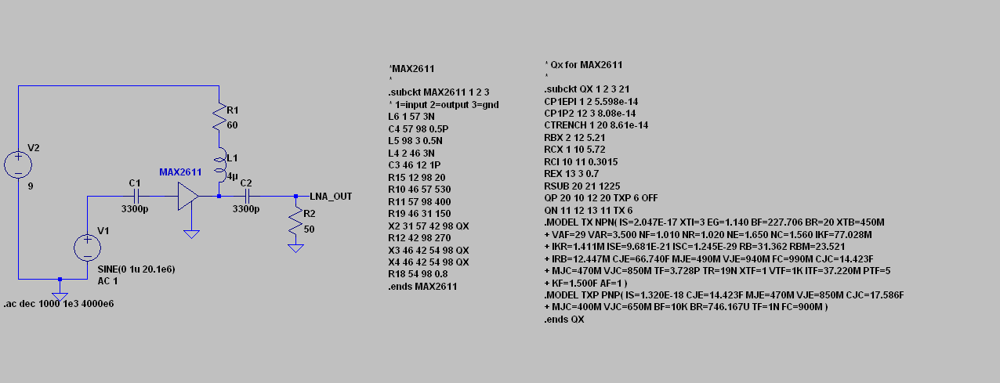 V2
9
R1
60
L1
4µ
MAX2611
C1
3300p
C2
3300p
LNA_OUT
R2
50
V1
SINE(0 1u 20.1e6)
AC 1
.ac dec 1000 1e3 4000e6
*MAX2611
*
.subckt MAX2611 1 2 3
* 1=input 2=output 3=gnd
L6 1 57 3N
C4 57 98 0.5P
L5 98 3 0.5N
L4 2 46 3N
C3 46 12 1P
R15 12 98 20
R10 46 57 530
R11 57 98 400
R19 46 31 150
X2 31 57 42 98 QX
R12 42 98 270
X3 46 42 54 98 QX
X4 46 42 54 98 QX
R18 54 98 0.8
.ends MAX2611
* Qx for MAX2611
*
.subckt QX 1 2 3 21
CP1EPI 1 2 5.598e-14
CP1P2 12 3 8.08e-14
CTRENCH 1 20 8.61e-14
RBX 2 12 5.21
RCX 1 10 5.72
RCI 10 11 0.3015
REX 13 3 0.7
RSUB 20 21 1225
QP 20 10 12 20 TXP 6 OFF
QN 11 12 13 11 TX 6
.MODEL TX NPN( IS=2.047E-17 XTI=3 EG=1.140 BF=227.706 BR=20 XTB=450M
+ VAF=29 VAR=3.500 NF=1.010 NR=1.020 NE=1.650 NC=1.560 IKF=77.028M
+ IKR=1.411M ISE=9.681E-21 ISC=1.245E-29 RB=31.362 RBM=23.521
+ IRB=12.447M CJE=66.740F MJE=490M VJE=940M FC=990M CJC=14.423F
+ MJC=470M VJC=850M TF=3.728P TR=19N XTF=1 VTF=1K ITF=37.220M PTF=5
+ KF=1.500F AF=1 )
.MODEL TXP PNP( IS=1.320E-18 CJE=14.423F MJE=470M VJE=850M CJC=17.586F
+ MJC=400M VJC=650M BF=10K BR=746.167U TF=1N FC=900M )
.ends QX